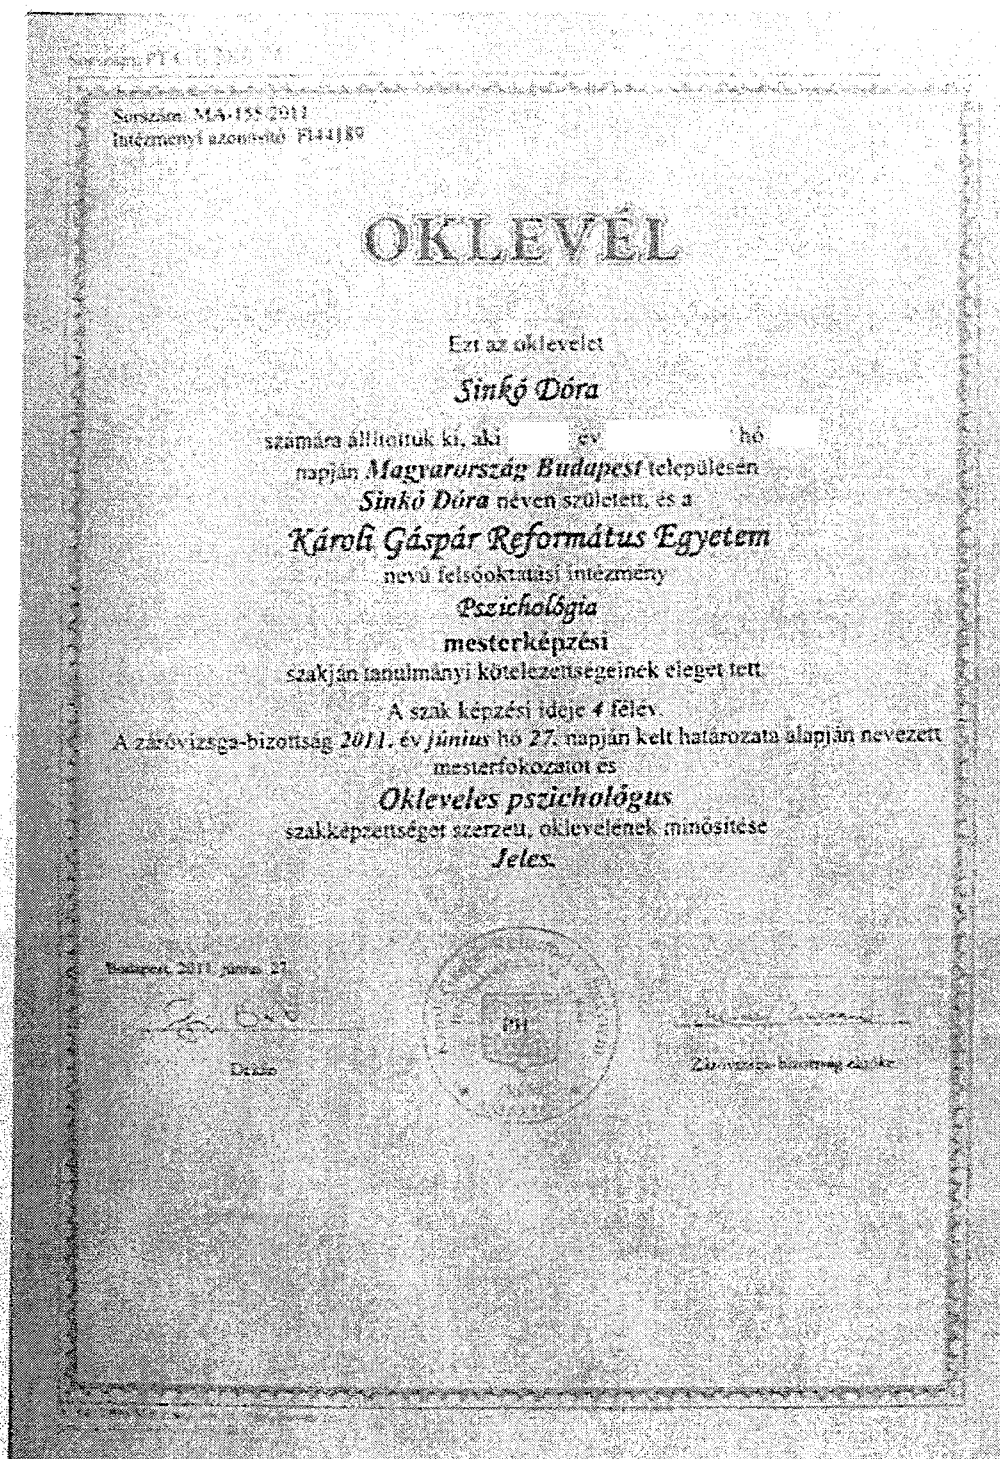 Sorszám: MA-155-2011
Intézményi azonosító: FI44189
OKLEVÉL
Ezt az oklevelet
Sinkó Dóra
számára állítottuk ki, aki év hó
napján Magyarország Budapest településén
Sinkó Dóra néven született, és a
Károli Gáspár Református Egyetem
nevű felsőoktatási intézmény
Pszichológia
mesterképzési
szakján tanulmányi kötelezettségeinek eleget tett.
A szak képzési ideje 4 félév.
A záróvizsga-bizottság 2011. év június hó 27. napján kelt határozata alapján nevezett
mesterfokozatot és
Okleveles pszichológus
szakképzettséget szerzett, oklevelének minősítése
Jeles.
Budapest, 2011. június 27.
PH
Dékán
Záróvizsga-bizottság elnöke